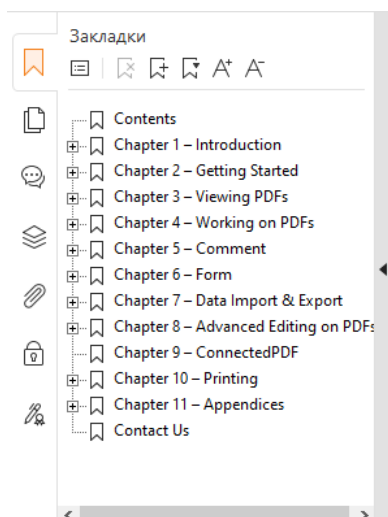 Закладки
Contents
Chapter 1 – Introduction
Chapter 2 – Getting Started
Chapter 3 – Viewing PDFs
Chapter 4 – Working on PDFs
Chapter 5 – Comment
Chapter 6 – Form
Chapter 7 – Data Import & Export
Chapter 8 – Advanced Editing on PDFs
Chapter 9 – ConnectedPDF
Chapter 10 – Printing
Chapter 11 – Appendices
Contact Us